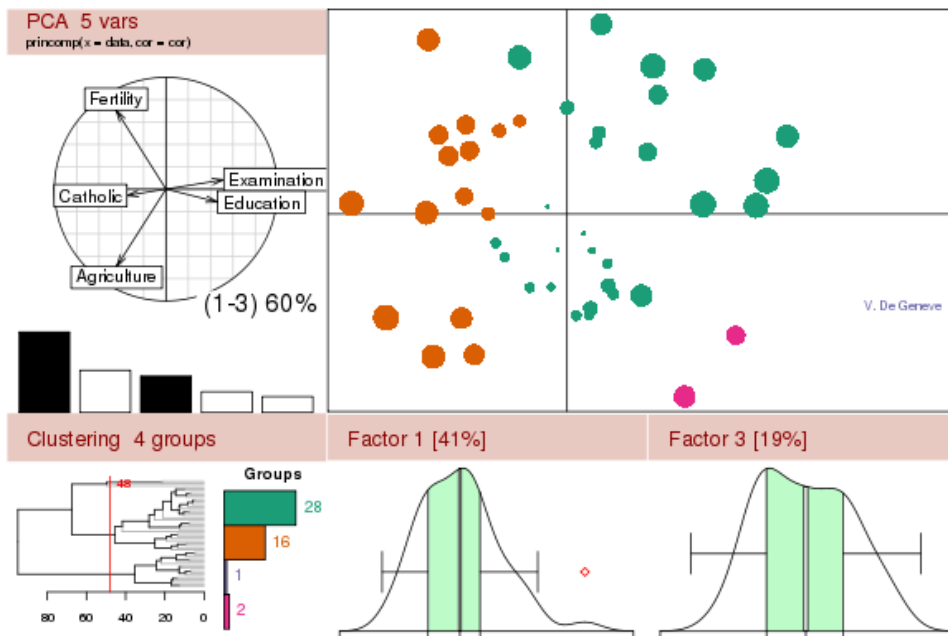 PCA 5 vars
princomp(x = data, cor = cor)
Fertility
Catholic
Examination
Education
Agriculture
(1-3) 60%
V. De Geneve
Clustering 4 groups
Factor 1 [41%]
Factor 3 [19%]
48
Groups
28
16
1
2
80 60 40 20 0